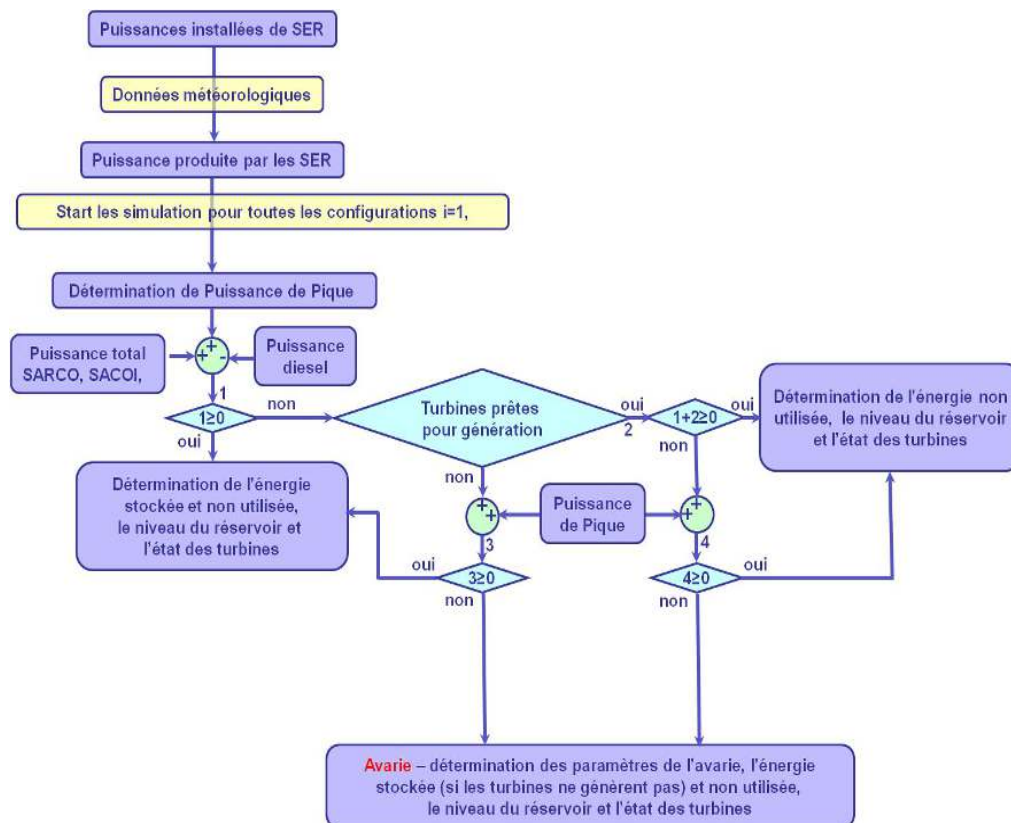 Puissances installées de SER
Données météorologiques
Puissance produite par les SER
Start les simulation pour toutes les configurations i=1,
Détermination de Puissance de Pique
Puissance total
SARCO, SACOI,
+
+
-
Puissance
diesel
1
1≥0
non
oui
Turbines prêtes
pour génération
oui
2
non
1+2≥0
oui
non
Détermination de l'énergie non
utilisée, le niveau du réservoir
et l'état des turbines
Détermination de l'énergie
stockée et non utilisée,
le niveau du réservoir et
l'état des turbines
+
+
3
Puissance
de Pique
+
+
4
oui
3≥0
non
4≥0
oui
non
Avarie – détermination des paramètres de l'avarie, l'énergie
stockée (si les turbines ne génèrent pas) et non utilisée,
le niveau du réservoir et l'état des turbines